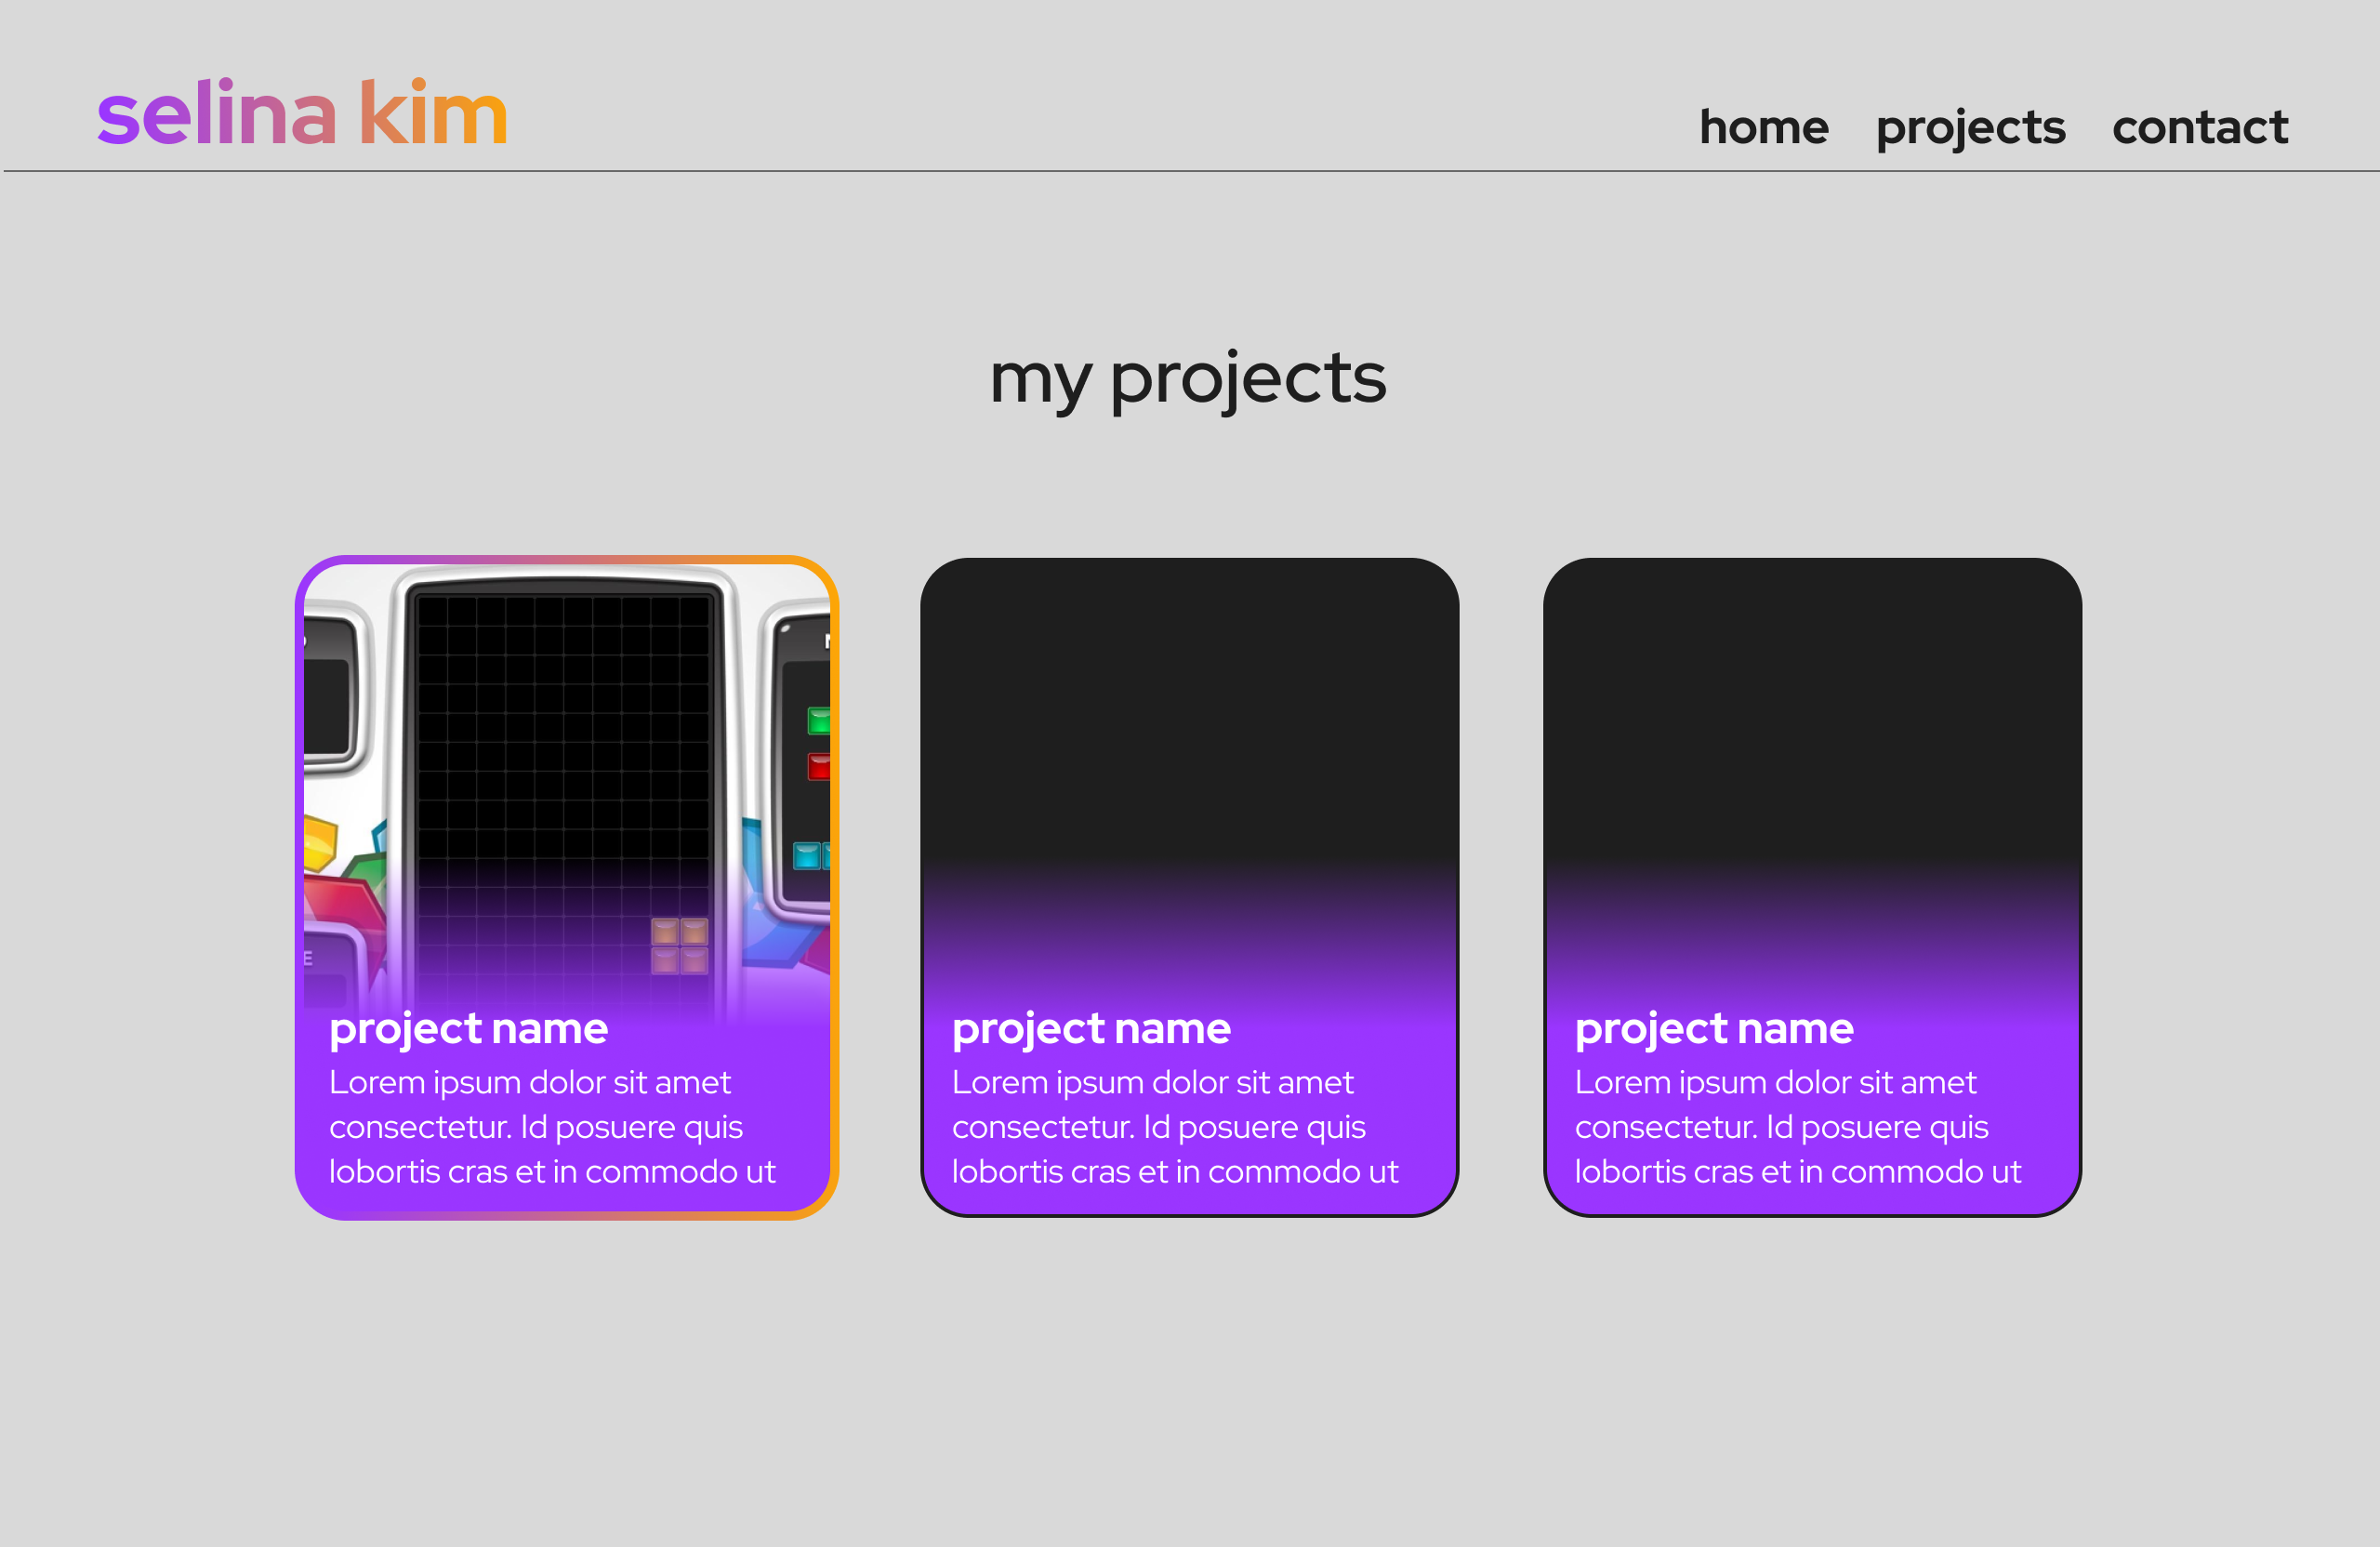 selina kim
home projects contact
my projects
project name
Lorem ipsum dolor sit amet
consectetur. Id posuere quis
lobortis cras et in commodo ut
project name
Lorem ipsum dolor sit amet
consectetur. Id posuere quis
lobortis cras et in commodo ut
project name
Lorem ipsum dolor sit amet
consectetur. Id posuere quis
lobortis cras et in commodo ut